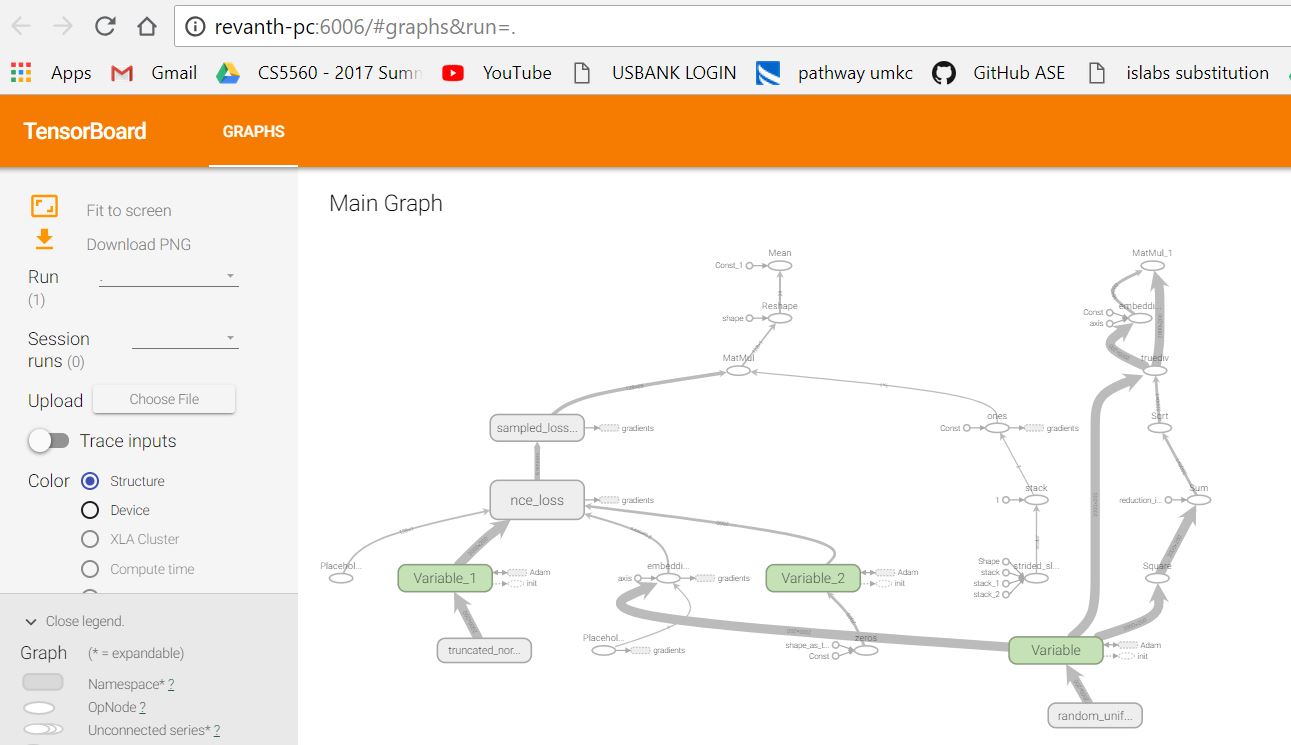 revanth-pc:6006/#graphs&run=.
Apps Gmail CS5560 - 2017 Summ YouTube USBANK LOGIN pathway umkc GitHub ASE islabs substitution
TensorBoard GRAPHS
Fit to screen
Download PNG
Run
(1)
.
Session
runs (0)
Upload Choose File
Trace inputs
Color Structure
Device
XLA Cluster
Compute time
Close legend.
Graph (* = expandable)
Namespace* ?
OpNode ?
Unconnected series* ?
Main Graph
Mean
Const_1
Reshape
shape
MatMul
sampled_loss...
gradients
nce_loss
gradients
Placehol...
Variable_1
Adam
init
truncated_nor...
embeddi...
axis
gradients
Placehol...
gradients
Variable_2
Adam
init
zeros
shape_as_t...
Const
ones
Const
gradients
stack
1
Shape
stack
stack_1
stack_2
strided_sl...
MatMul_1
embeddi...
Const
axis
truediv
Sqrt
Sum
reduction_i...
Square
Variable
Adam
init
random_unif...